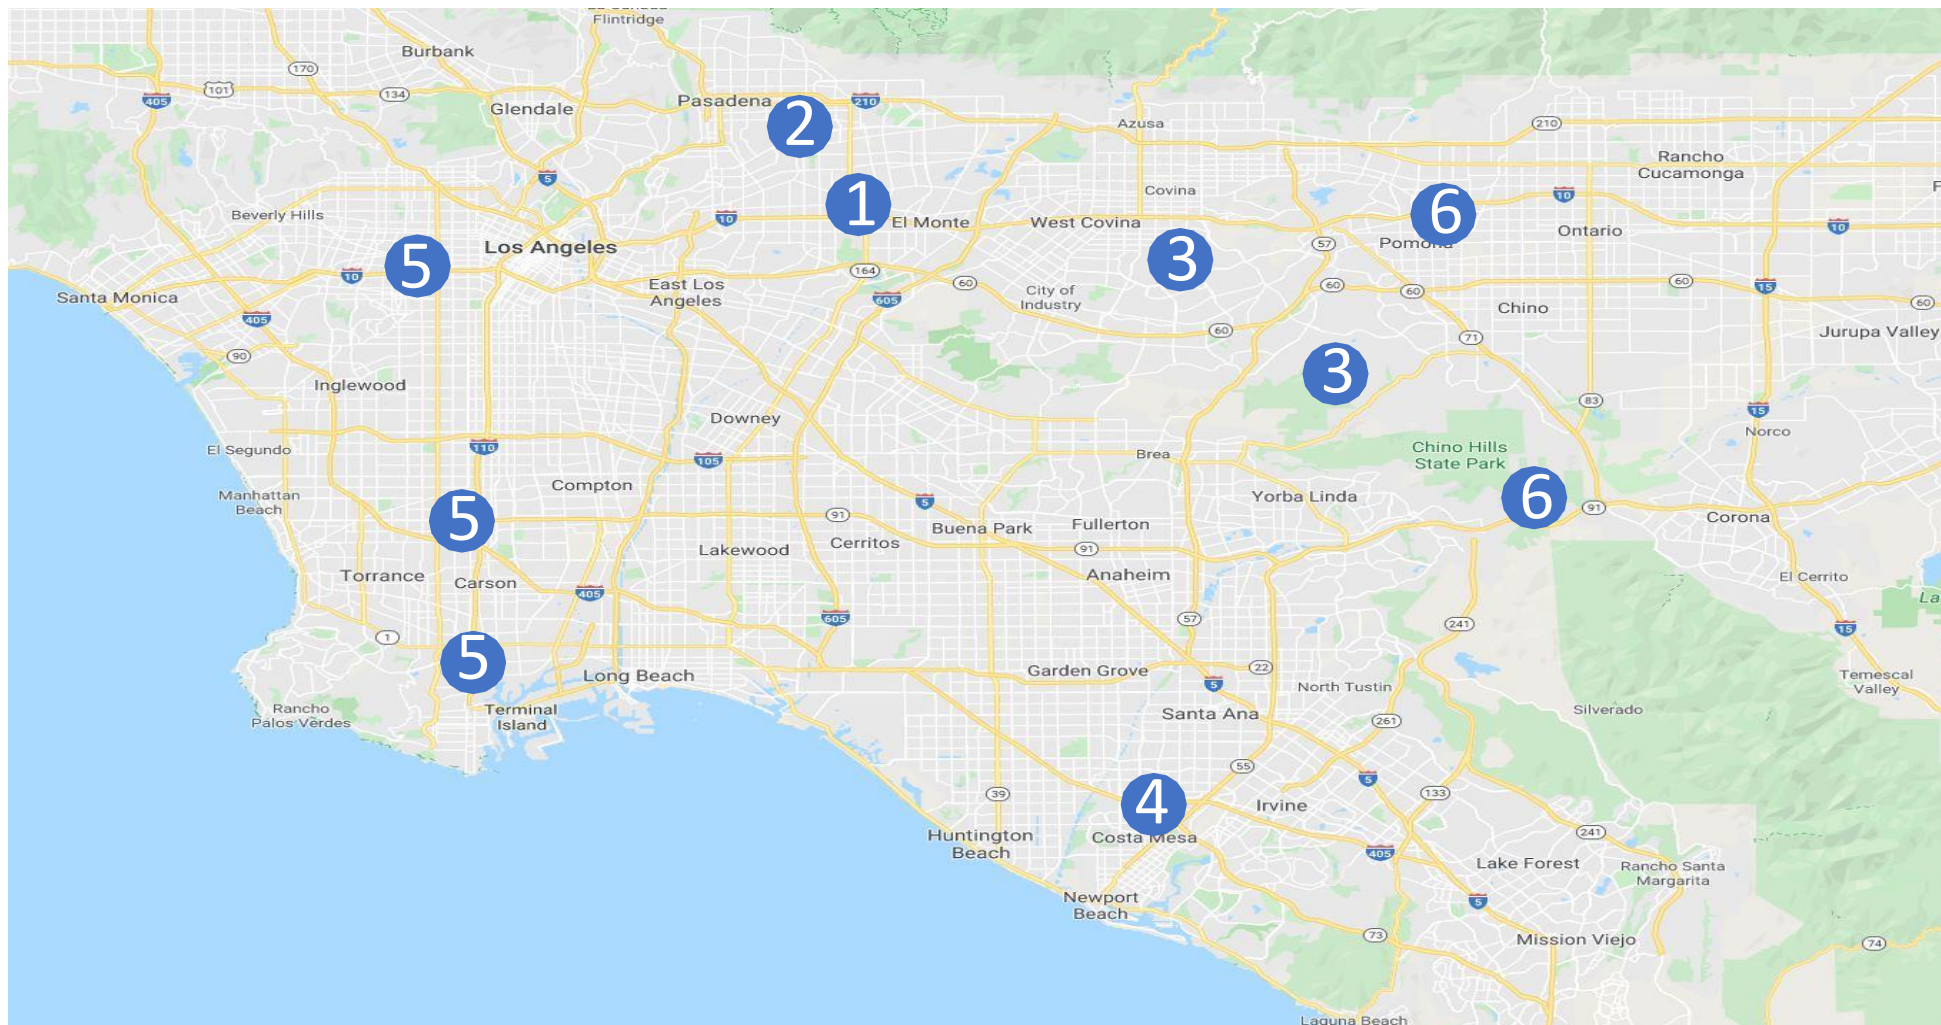 Flintridge
Burbank
170
101
134
405
Glendale
Pasadena
210
2
Azusa
210
Rancho
Cucamonga
5
Covina
10
1
El Monte
West Covina
6
10
Beverly Hills
Los Angeles
57
Pomona
Ontario
10
5
10
164
3
Santa Monica
East Los
Angeles
605
60
City of
Industry
60
60
60
15
60
Chino
405
60
71
Jurupa Valley
90
Inglewood
3
83
15
Downey
Norco
El Segundo
110
105
Brea
Chino Hills
State Park
Compton
Manhattan
Beach
5
Yorba Linda
6
91
Corona
5
91
Buena Park
Fullerton
Cerritos
Lakewood
91
Torrance
Carson
Anaheim
El Cerrito
405
La
605
57
241
15
1
5
Long Beach
Garden Grove
22
5
North Tustin
Temescal
Valley
Rancho
Palos Verdes
Terminal
Island
Santa Ana
261
Silverado
55
5
39
4
Irvine
133
Costa Mesa
241
Huntington
Beach
405
Lake Forest
Rancho Santa
Margarita
Newport
Beach
5
73
Mission Viejo
74
Laguna Beach